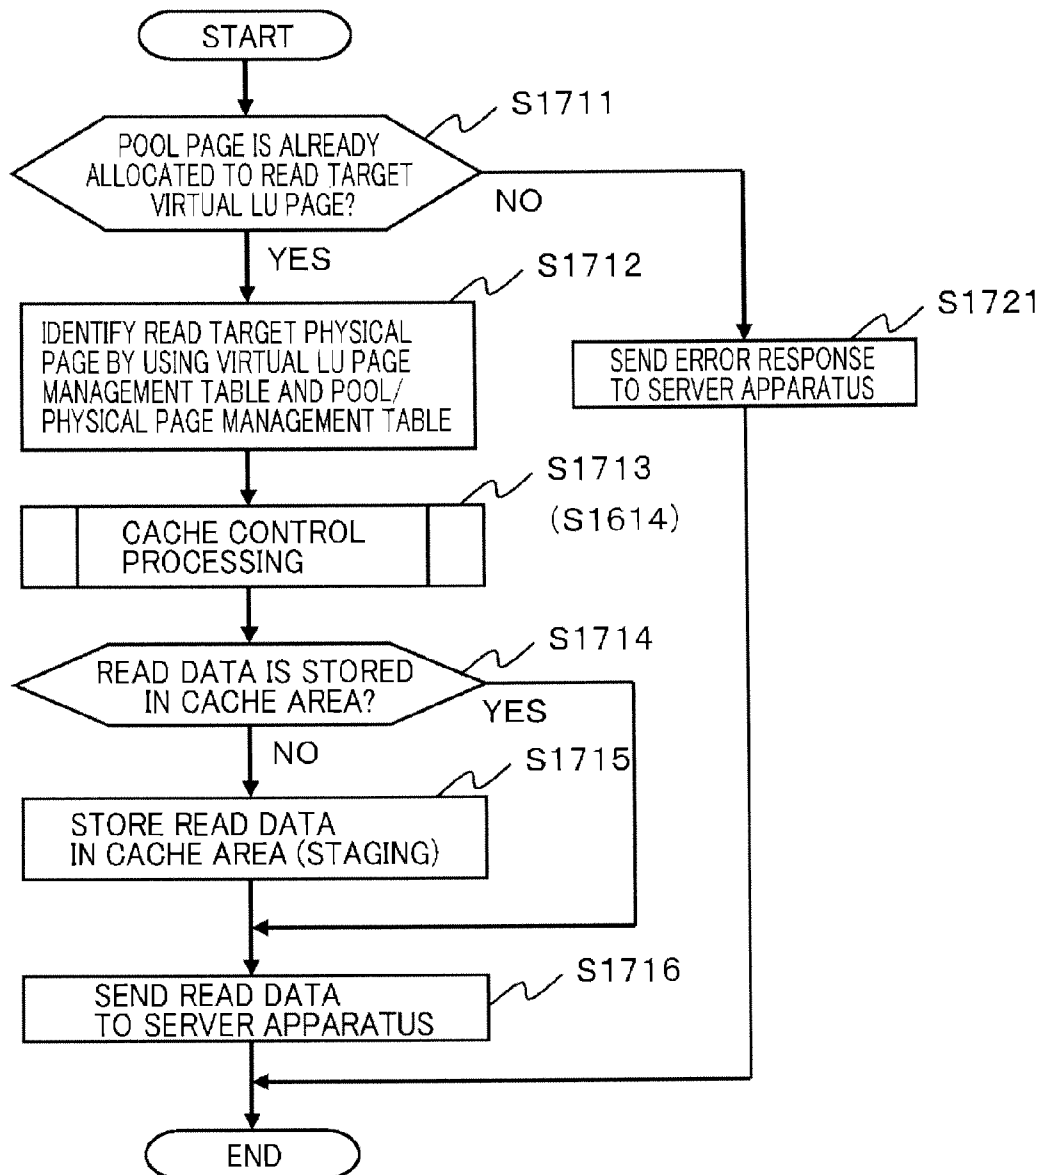 START
S1711
POOL PAGE IS ALREADY
ALLOCATED TO READ TARGET
VIRTUAL LU PAGE?
NO
YES
S1712
IDENTIFY READ TARGET PHYSICAL
PAGE BY USING VIRTUAL LU PAGE
MANAGEMENT TABLE AND POOL/
PHYSICAL PAGE MANAGEMENT TABLE
S1721
SEND ERROR RESPONSE
TO SERVER APPARATUS
S1713
(S1614)
CACHE CONTROL
PROCESSING
S1714
READ DATA IS STORED
IN CACHE AREA?
YES
NO
S1715
STORE READ DATA
IN CACHE AREA (STAGING)
S1716
SEND READ DATA
TO SERVER APPARATUS
END